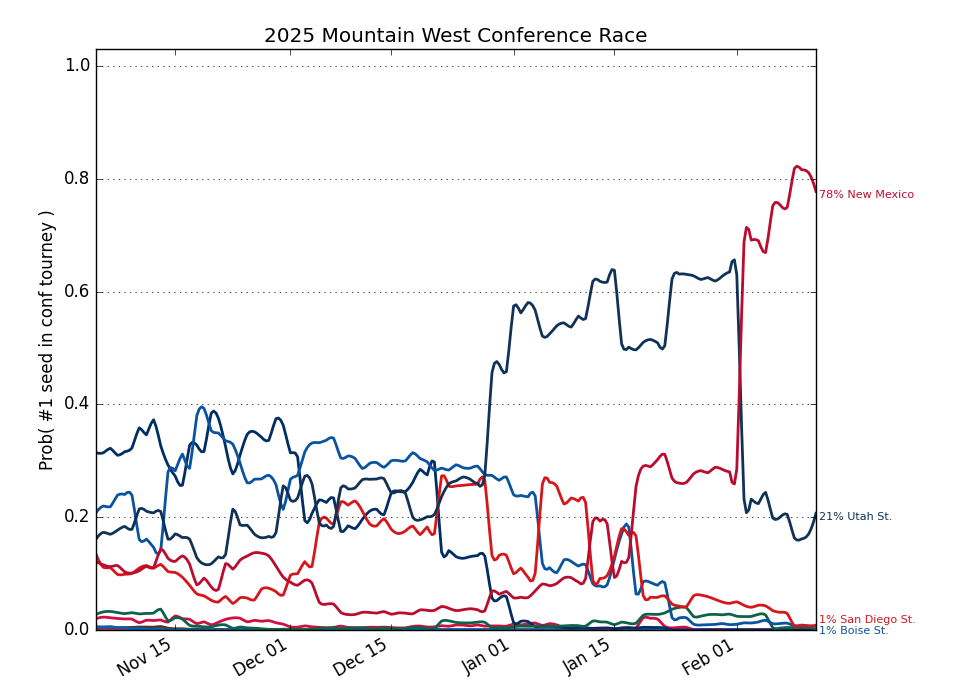 2025 Mountain West Conference Race
Prob( #1 seed in conf tourney )
1.0
0.8
0.6
0.4
0.2
0.0
Nov 15
Dec 01
Dec 15
Jan 01
Jan 15
Feb 01
78% New Mexico
21% Utah St.
1% San Diego St.
1% Boise St.